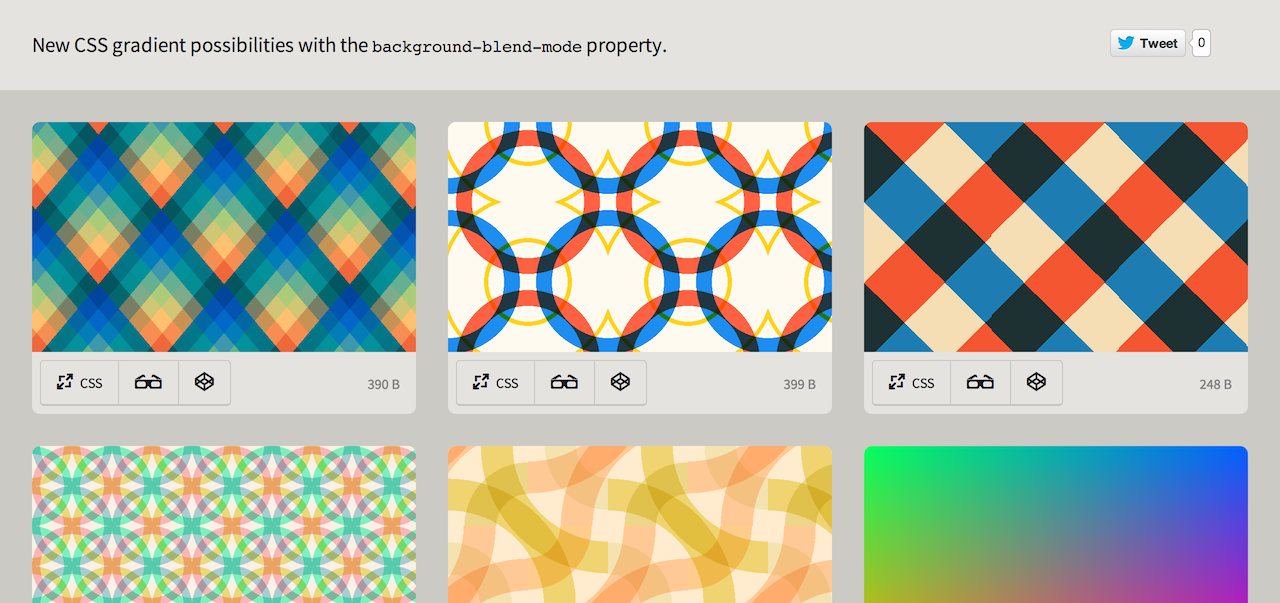 New CSS gradient possibilities with the background-blend-mode property.
Tweet 0
CSS 390 B
CSS 399 B
CSS 248 B